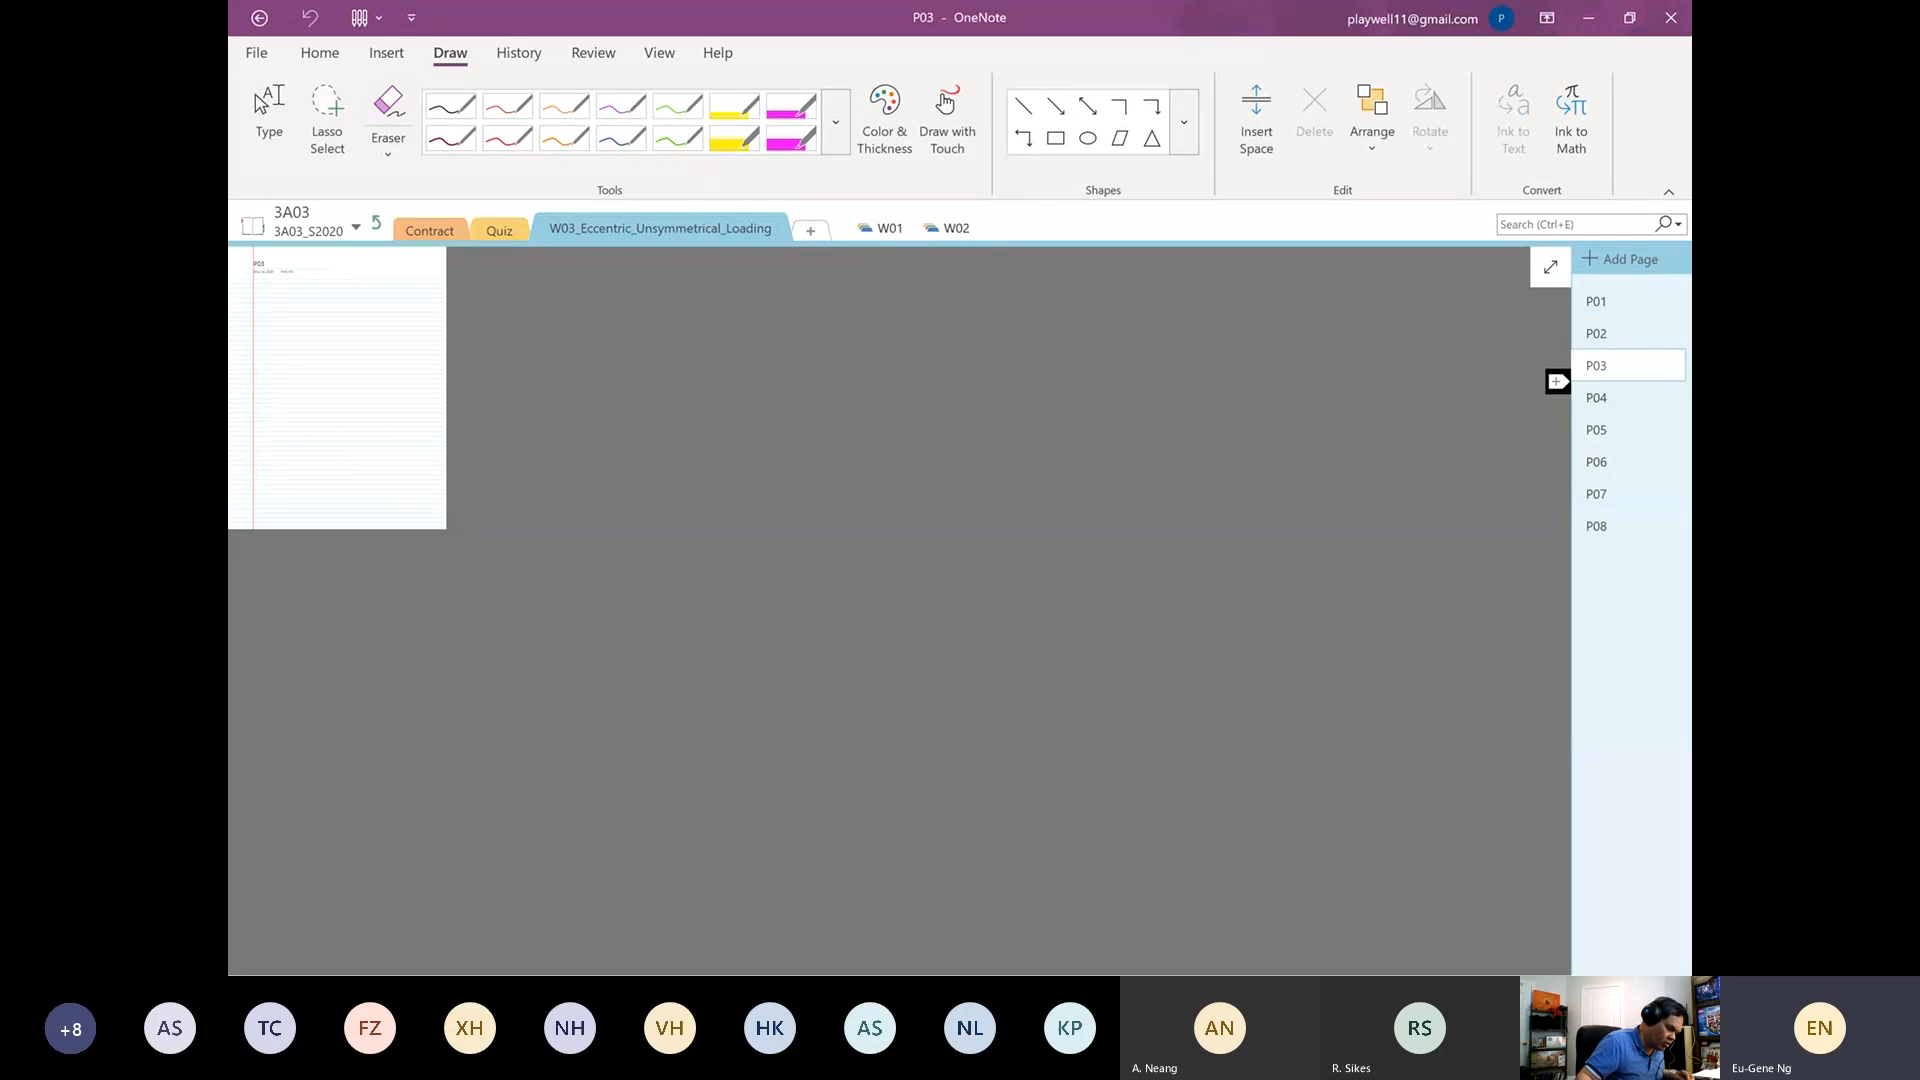 P03 - OneNote
playwell11@gmail.com
P
File Home Insert Draw History Review View Help
Type
Lasso Select
Eraser
Color & Thickness
Draw with Touch
Insert Space
Delete
Arrange
Rotate
Ink to Text
Ink to Math
Tools
Shapes
Edit
Convert
3A03
3A03_S2020
Contract
Quiz
W03_Eccentric_Unsymmetrical_Loading
W01
W02
Search (Ctrl+E)
P03
Add Page
P01
P02
P03
P04
P05
P06
P07
P08
+8
AS
TC
FZ
XH
NH
VH
HK
AS
NL
KP
AN
A. Neang
RS
R. Sikes
EN
Eu-Gene Ng